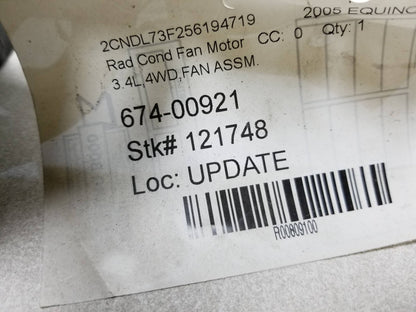 2005 EQUINO
2CNDL73F256194719
Rad Cond Fan Motor CC: 0 Qty: 1
3.4L,4WD,FAN ASSM.
674-00921
Stk# 121748
Loc: UPDATE
R00809100